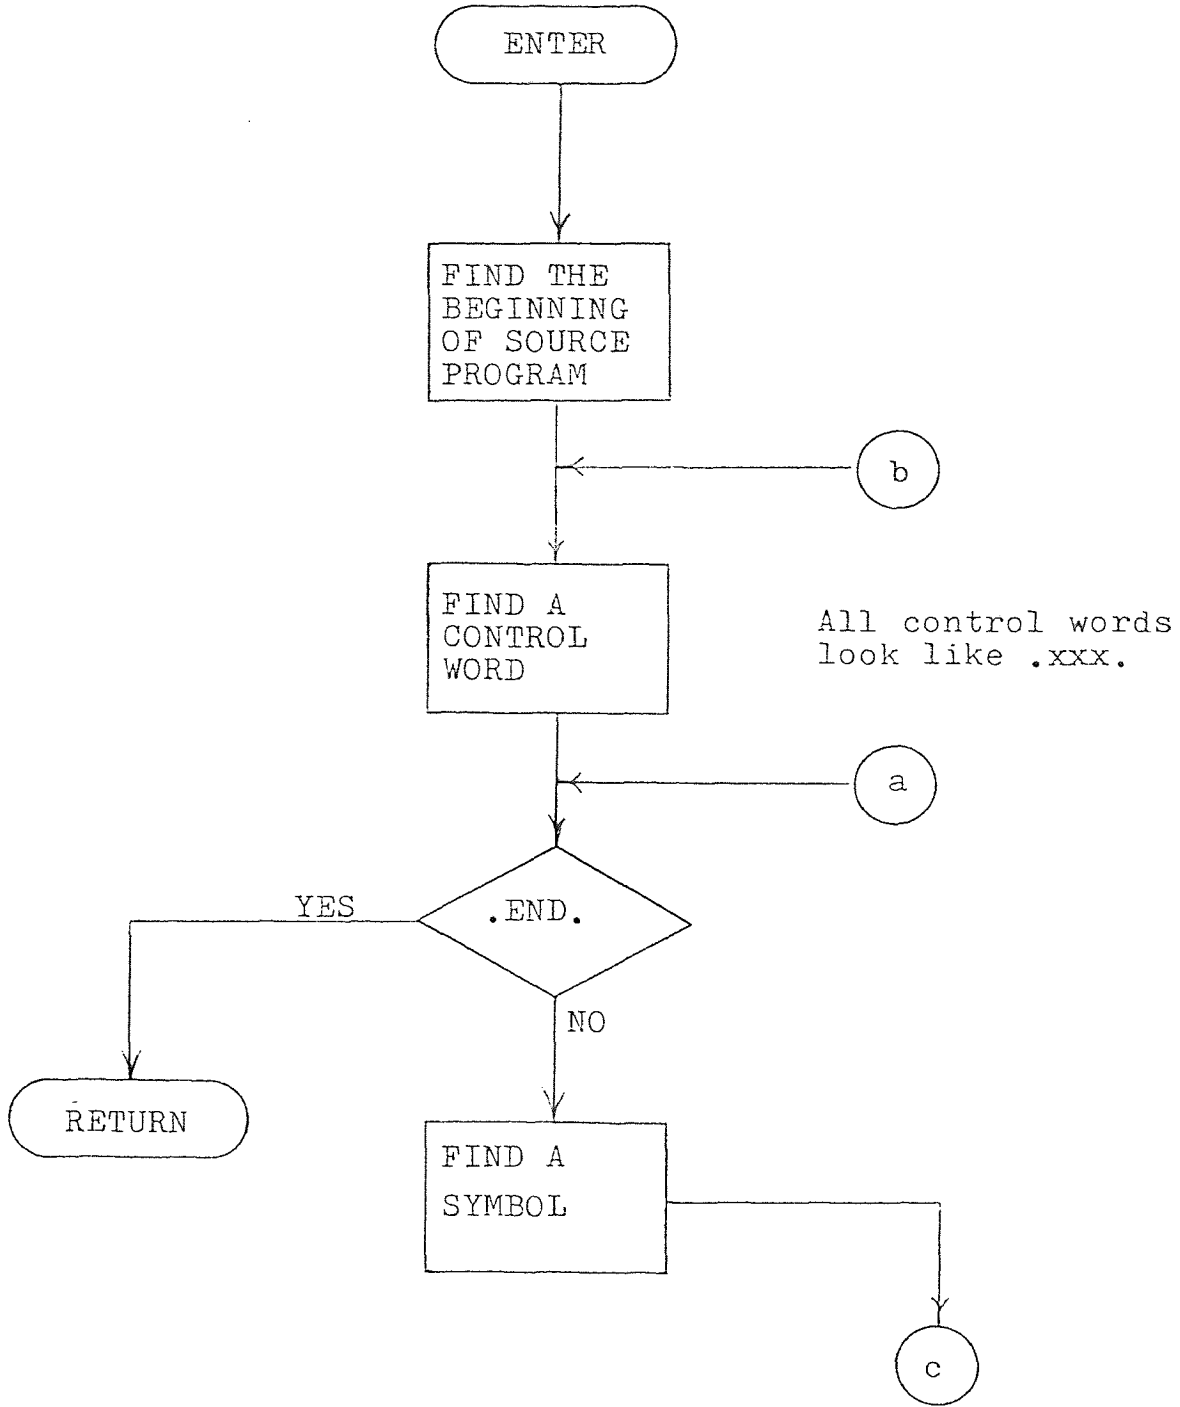 ENTER
FIND THE
BEGINNING
OF SOURCE
PROGRAM
b
FIND A
CONTROL
WORD
All control words
look like .xxx.
a
YES
.END.
NO
RETURN
FIND A
SYMBOL
c